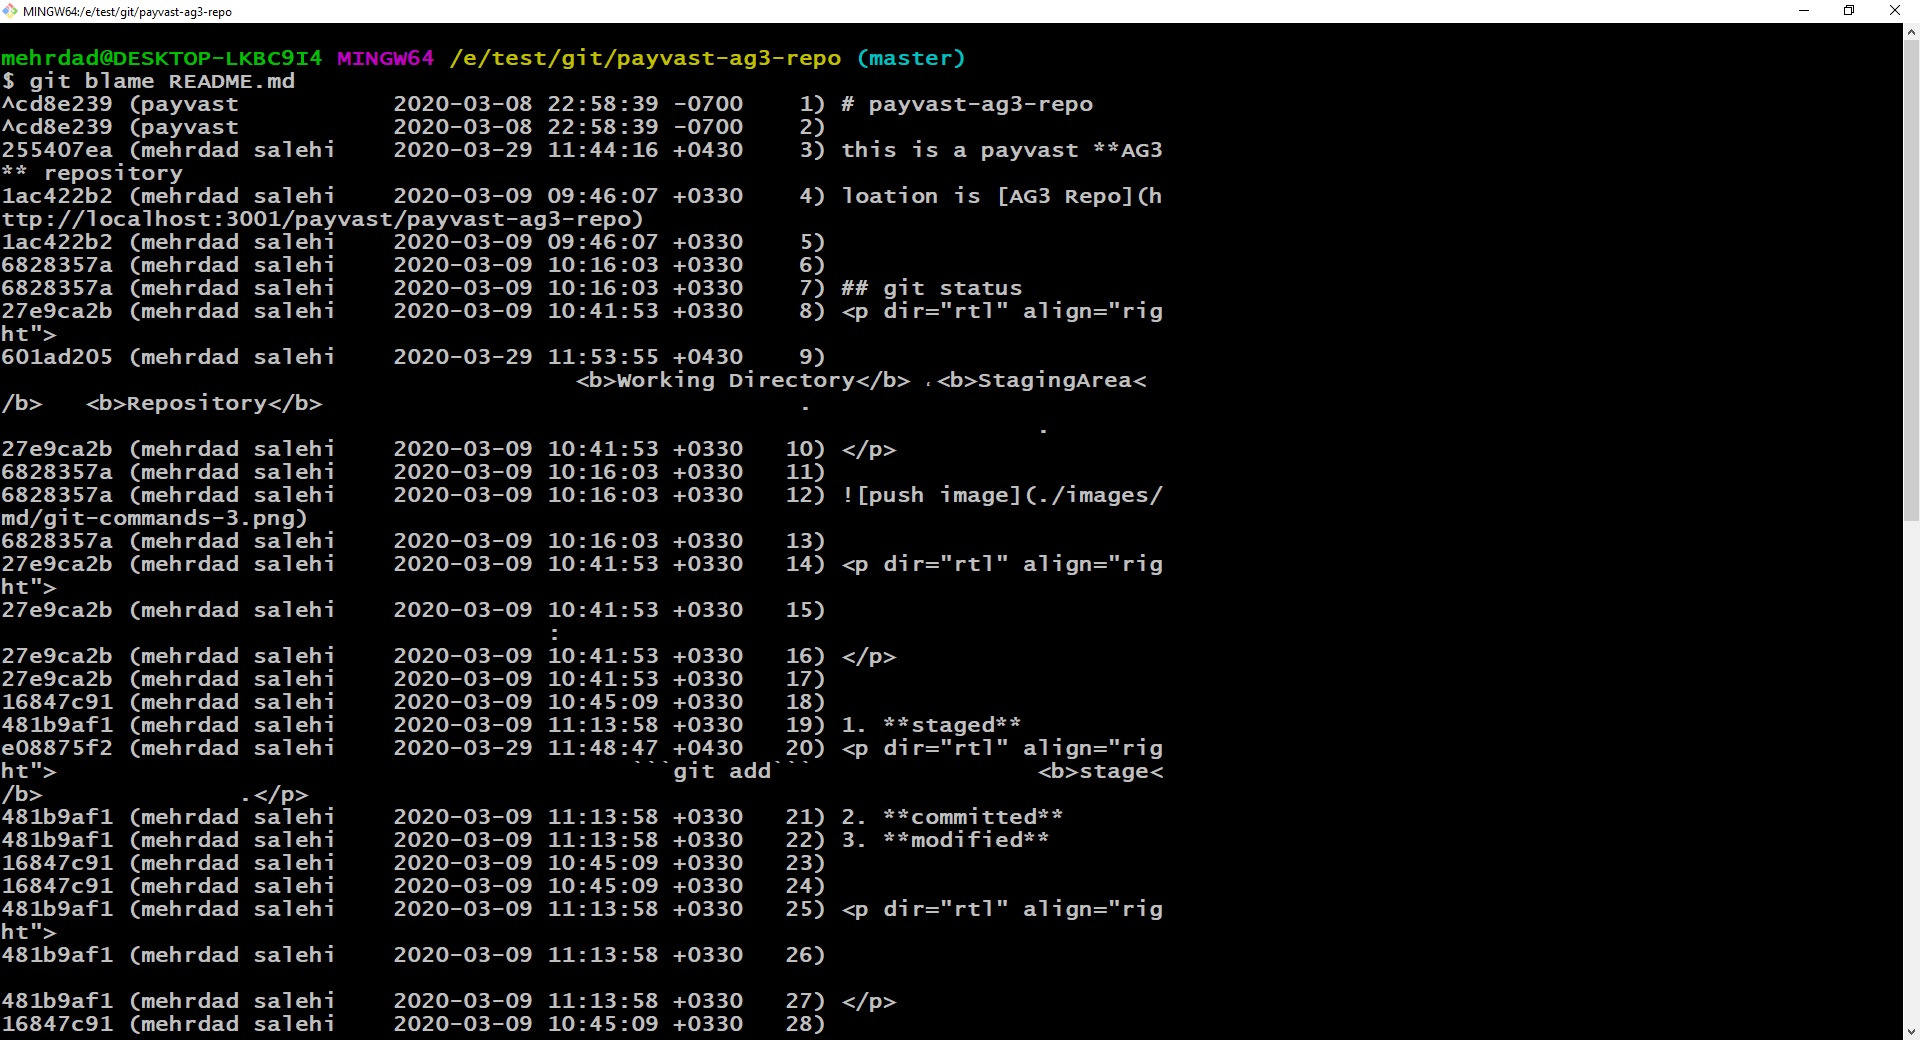 MINGW64:/e/test/git/payvast-ag3-repo
mehrdad@DESKTOP-LKBC9I4 MINGW64 /e/test/git/payvast-ag3-repo (master)
$ git blame README.md
^cd8e239 (payvast           2020-03-08 22:58:39 -0700    1) # payvast-ag3-repo
^cd8e239 (payvast           2020-03-08 22:58:39 -0700    2)
255407ea (mehrdad salehi    2020-03-29 11:44:16 +0430    3) this is a payvast **AG3
** repository
1ac422b2 (mehrdad salehi    2020-03-09 09:46:07 +0330    4) loation is [AG3 Repo](h
ttp://localhost:3001/payvast/payvast-ag3-repo)
1ac422b2 (mehrdad salehi    2020-03-09 09:46:07 +0330    5)
6828357a (mehrdad salehi    2020-03-09 10:16:03 +0330    6)
6828357a (mehrdad salehi    2020-03-09 10:16:03 +0330    7) ## git status
27e9ca2b (mehrdad salehi    2020-03-09 10:41:53 +0330    8) <p dir="rtl" align="rig
ht">
601ad205 (mehrdad salehi    2020-03-29 11:53:55 +0430    9)
<b>Working Directory</b> ،<b>StagingArea<
/b>   <b>Repository</b>                                   .
.
27e9ca2b (mehrdad salehi    2020-03-09 10:41:53 +0330   10) </p>
6828357a (mehrdad salehi    2020-03-09 10:16:03 +0330   11)
6828357a (mehrdad salehi    2020-03-09 10:16:03 +0330   12) ![push image](./images/
md/git-commands-3.png)
6828357a (mehrdad salehi    2020-03-09 10:16:03 +0330   13)
27e9ca2b (mehrdad salehi    2020-03-09 10:41:53 +0330   14) <p dir="rtl" align="rig
ht">
27e9ca2b (mehrdad salehi    2020-03-09 10:41:53 +0330   15)
:
27e9ca2b (mehrdad salehi    2020-03-09 10:41:53 +0330   16) </p>
27e9ca2b (mehrdad salehi    2020-03-09 10:41:53 +0330   17)
16847c91 (mehrdad salehi    2020-03-09 10:45:09 +0330   18)
481b9af1 (mehrdad salehi    2020-03-09 11:13:58 +0330   19) 1. **staged**
e08875f2 (mehrdad salehi    2020-03-29 11:48:47 +0430   20) <p dir="rtl" align="rig
ht">                                          ```git add```                 <b>stage<
/b>              .</p>
481b9af1 (mehrdad salehi    2020-03-09 11:13:58 +0330   21) 2. **committed**
481b9af1 (mehrdad salehi    2020-03-09 11:13:58 +0330   22) 3. **modified**
16847c91 (mehrdad salehi    2020-03-09 10:45:09 +0330   23)
16847c91 (mehrdad salehi    2020-03-09 10:45:09 +0330   24)
481b9af1 (mehrdad salehi    2020-03-09 11:13:58 +0330   25) <p dir="rtl" align="rig
ht">
481b9af1 (mehrdad salehi    2020-03-09 11:13:58 +0330   26)
481b9af1 (mehrdad salehi    2020-03-09 11:13:58 +0330   27) </p>
16847c91 (mehrdad salehi    2020-03-09 10:45:09 +0330   28)